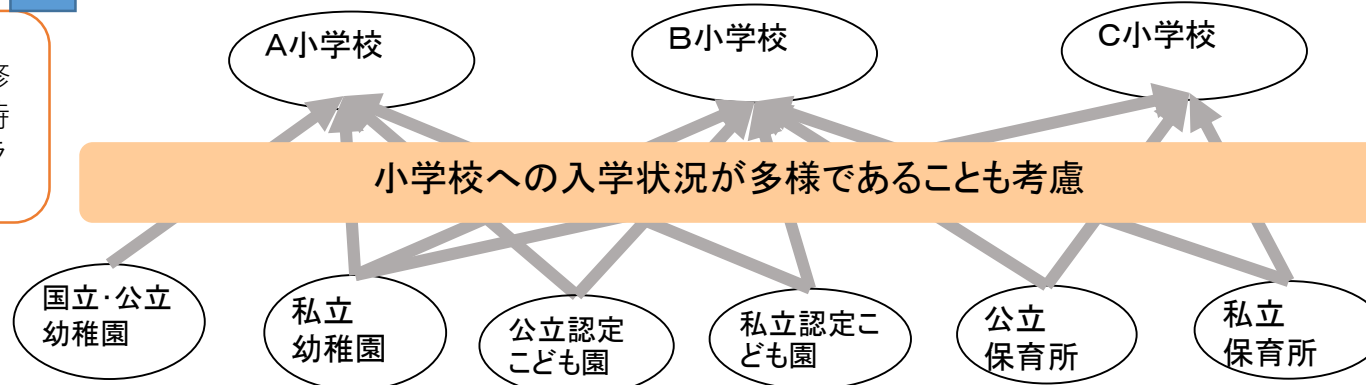 A小学校
B小学校
C小学校
修
ラ
小学校への入学状況が多様であることも考慮
国立・公立
幼稚園
私立
幼稚園
公立認定
こども園
私立認定こ
ども園
公立
保育所
私立
保育所